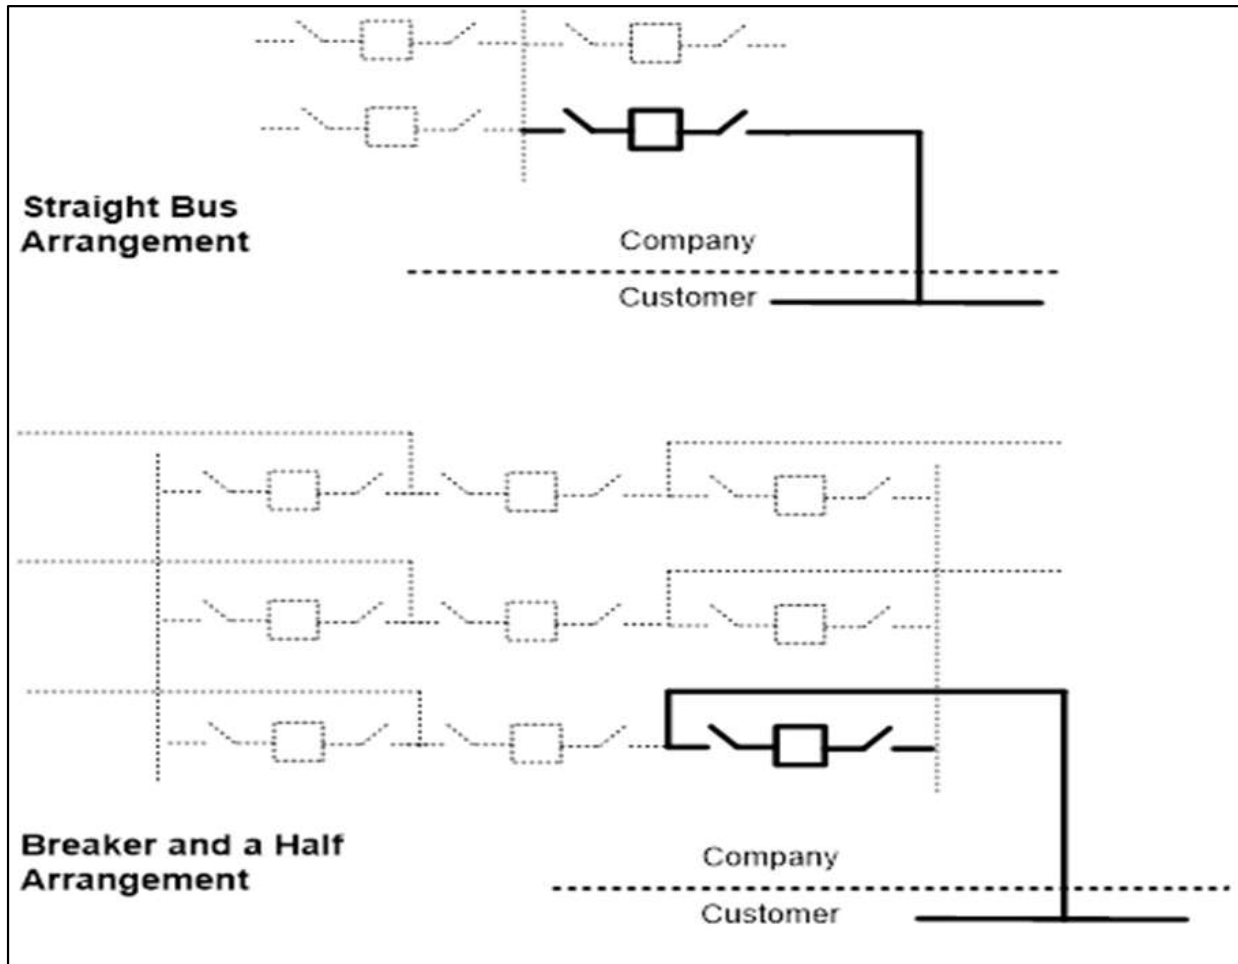 Straight Bus
Arrangement
Company
Customer
Breaker and a Half
Arrangement
Company
Customer